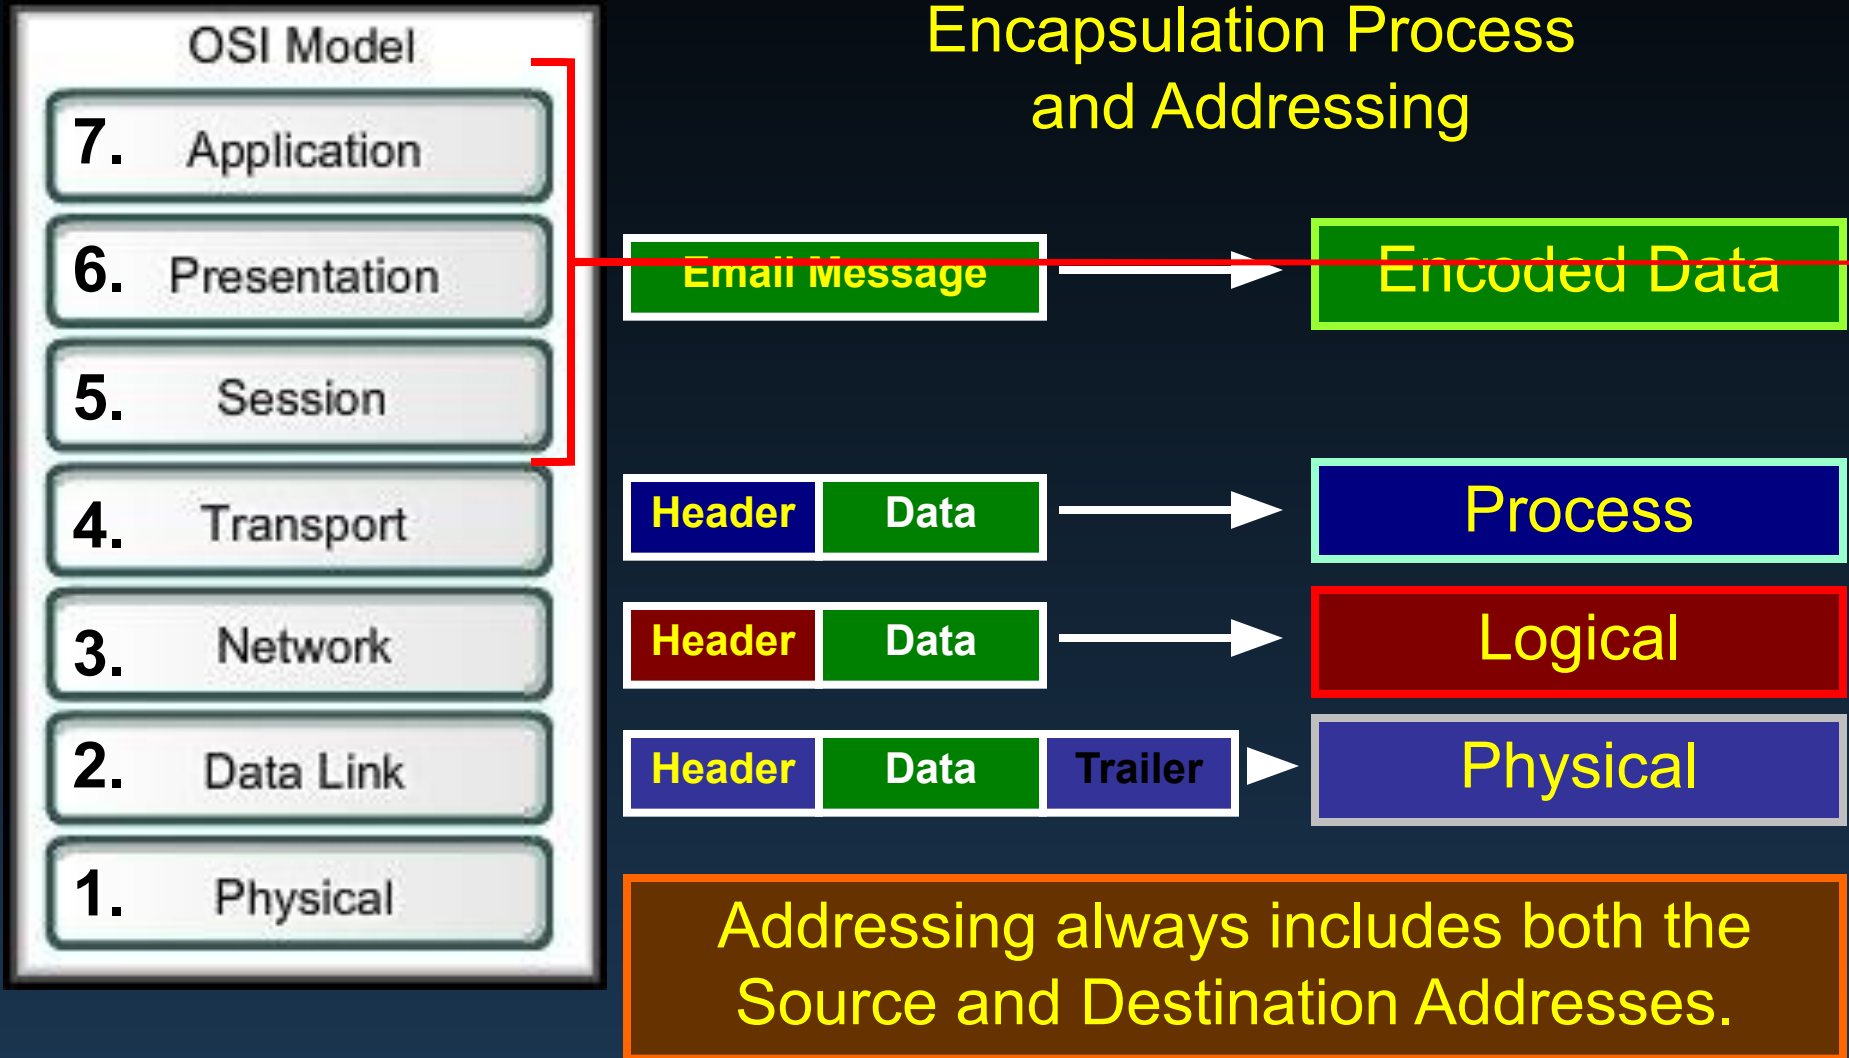 OSI Model
7. Application
6. Presentation
5. Session
4. Transport
3. Network
2. Data Link
1. Physical
Encapsulation Process
and Addressing
Email Message
Encoded Data
Header Data
Process
Header Data
Logical
Header Data Trailer
Physical
Addressing always includes both the
Source and Destination Addresses.